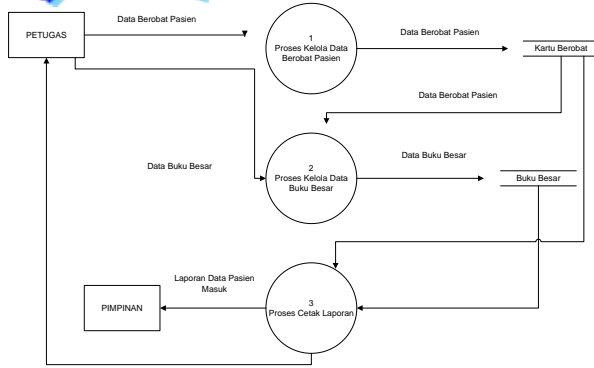 Data Berobat Pasien
PETUGAS
1
Proses Kelola Data
Berobat Pasien
Data Berobat Pasien
Kartu Berobat
Data Berobat Pasien
Data Buku Besar
2
Proses Kelola Data
Buku Besar
Data Buku Besar
Buku Besar
Laporan Data Pasien
Masuk
PIMPINAN
3
Proses Cetak Laporan